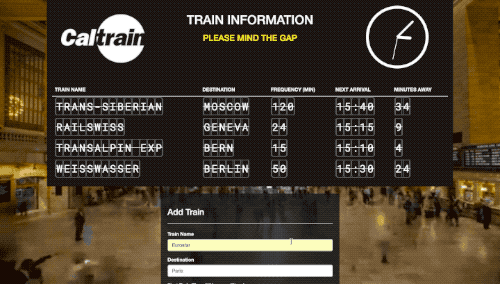 Caltrain
TRAIN INFORMATION
PLEASE MIND THE GAP
TRAIN NAME DESTINATION FREQUENCY (MIN) NEXT ARRIVAL MINUTES AWAY
TRANS-SIBERIAN MOSCOW 120 15:40 34
RAILSWISS GENEVA 24 15:15 9
TRANSALPIN EXP BERN 15 15:10 4
WEISSWASSER BERLIN 50 15:30 24
Add Train
Train Name
Eurostar
Destination
Paris